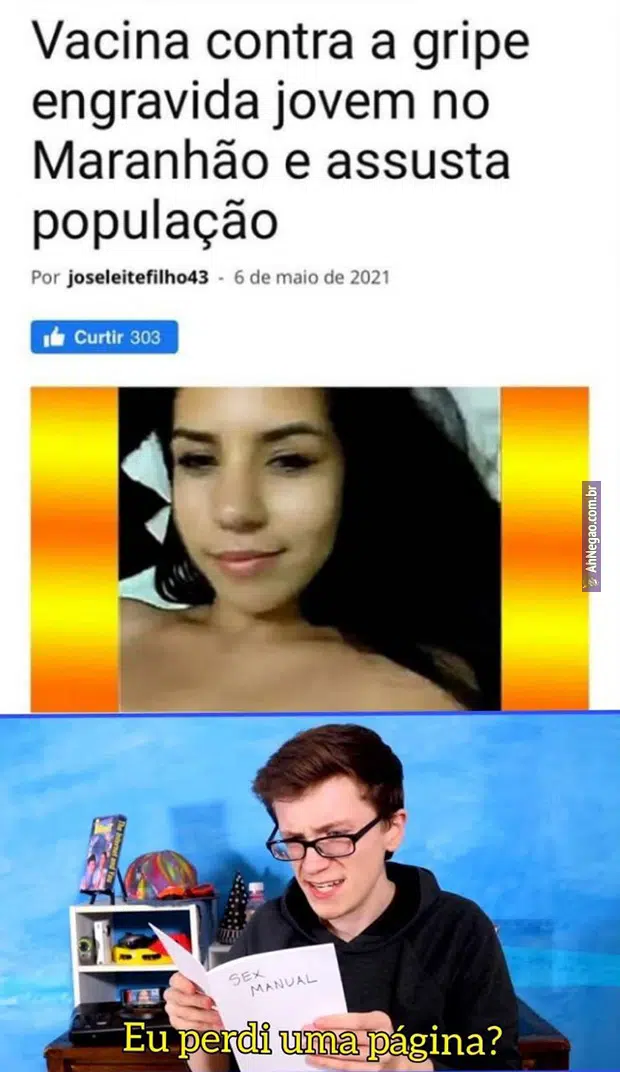 Vacina contra a gripe
engravida jovem no
Maranhão e assusta
população
Por joseleitefilho43 - 6 de maio de 2021
Curtir 303
AhNegao.com.br
SEX
MANUAL
Eu perdi uma página?